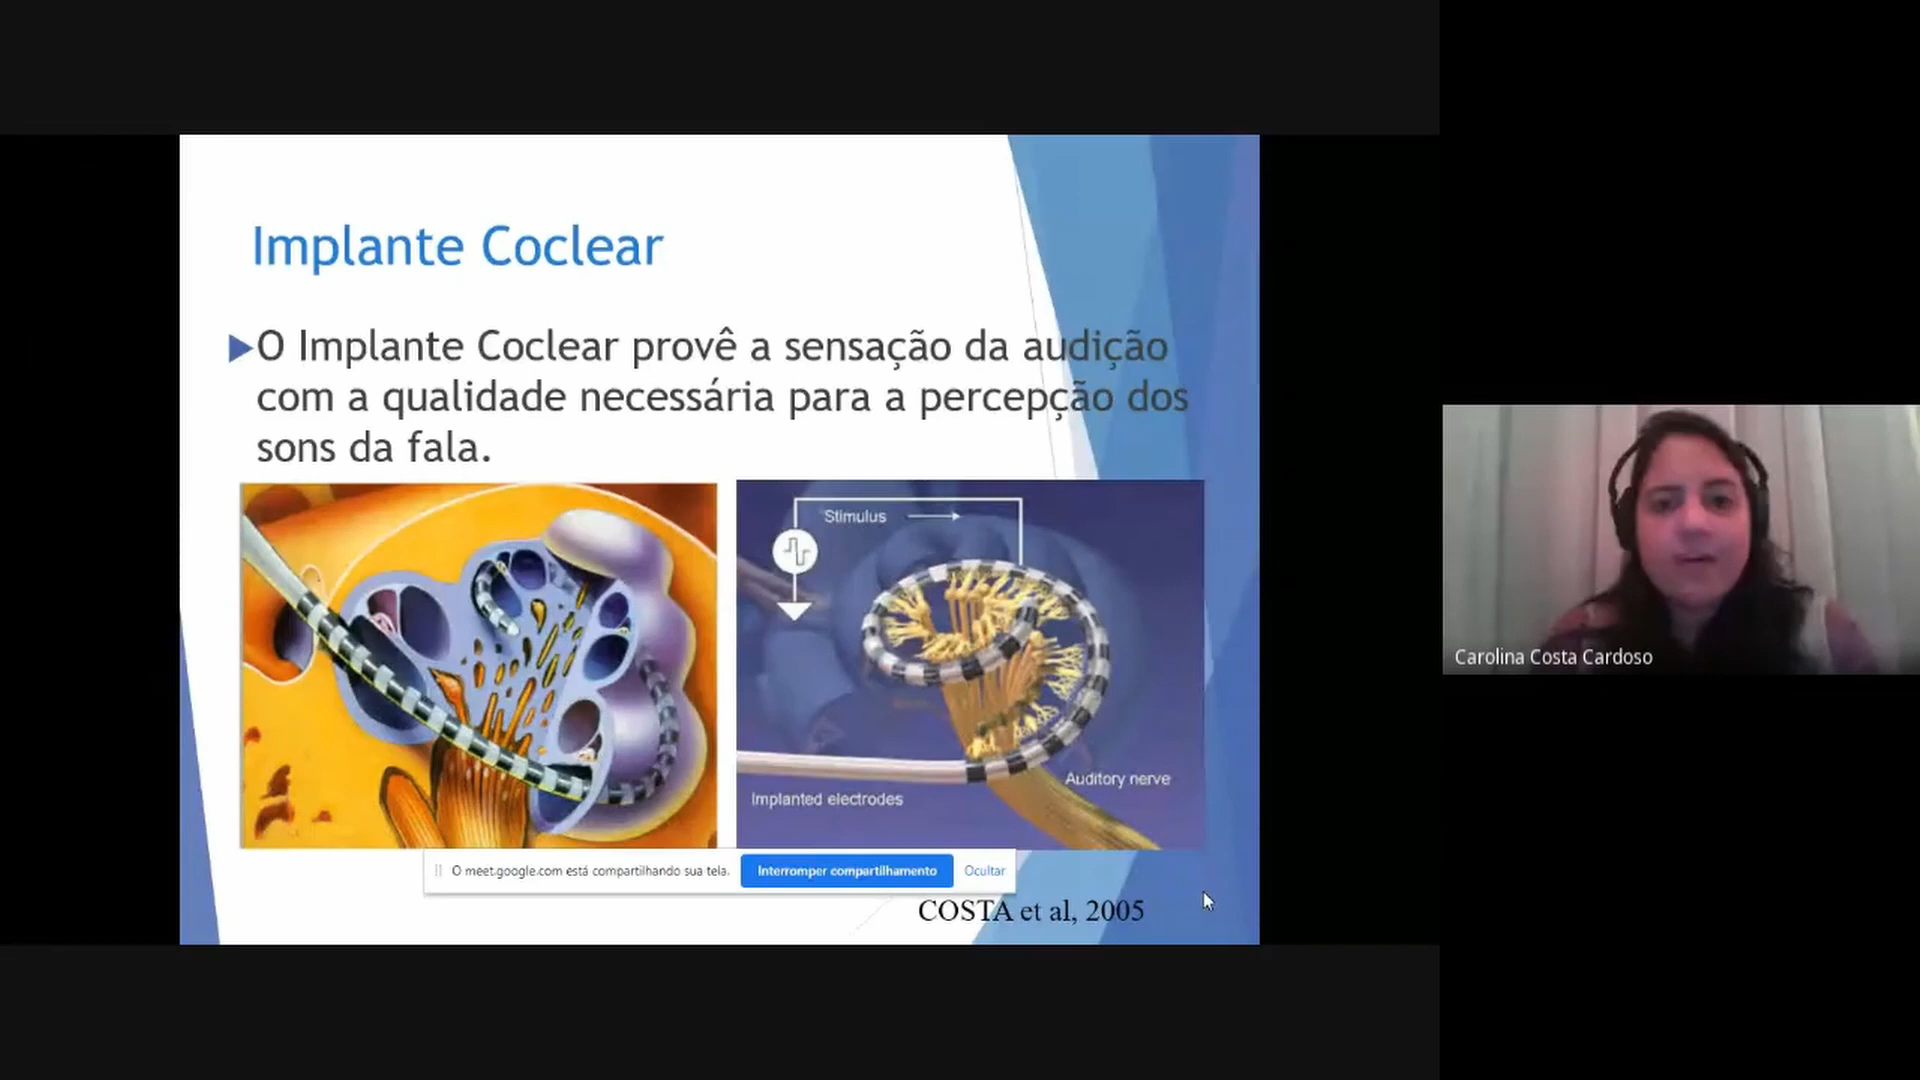 Implante Coclear
O Implante Coclear provê a sensação da audição
com a qualidade necessária para a percepção dos
sons da fala.
Stimulus
Auditory nerve
Implanted electrodes
O meet.google.com está compartilhando sua tela.
Interromper compartilhamento
Ocultar
COSTA et al, 2005
Carolina Costa Cardoso